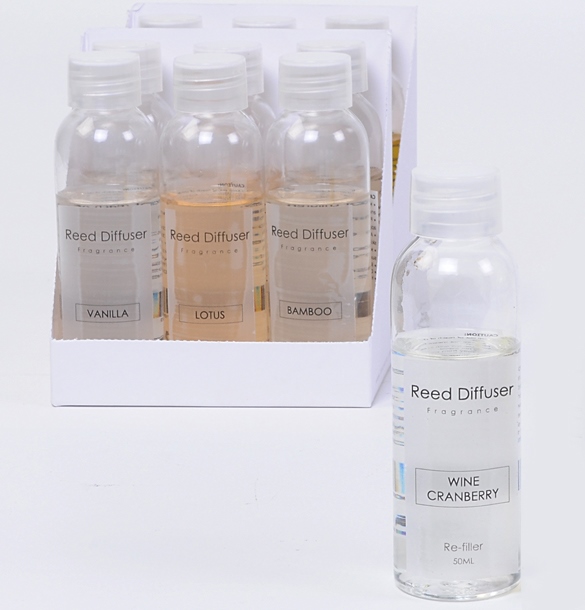 Reed Diffuser
Fragrance
VANILLA
Reed Diffuser
Fragrance
LOTUS
Reed Diffuser
Fragrance
BAMBOO
Reed Diffuser
Fragrance
WINE
CRANBERRY
Re-filler
50ML